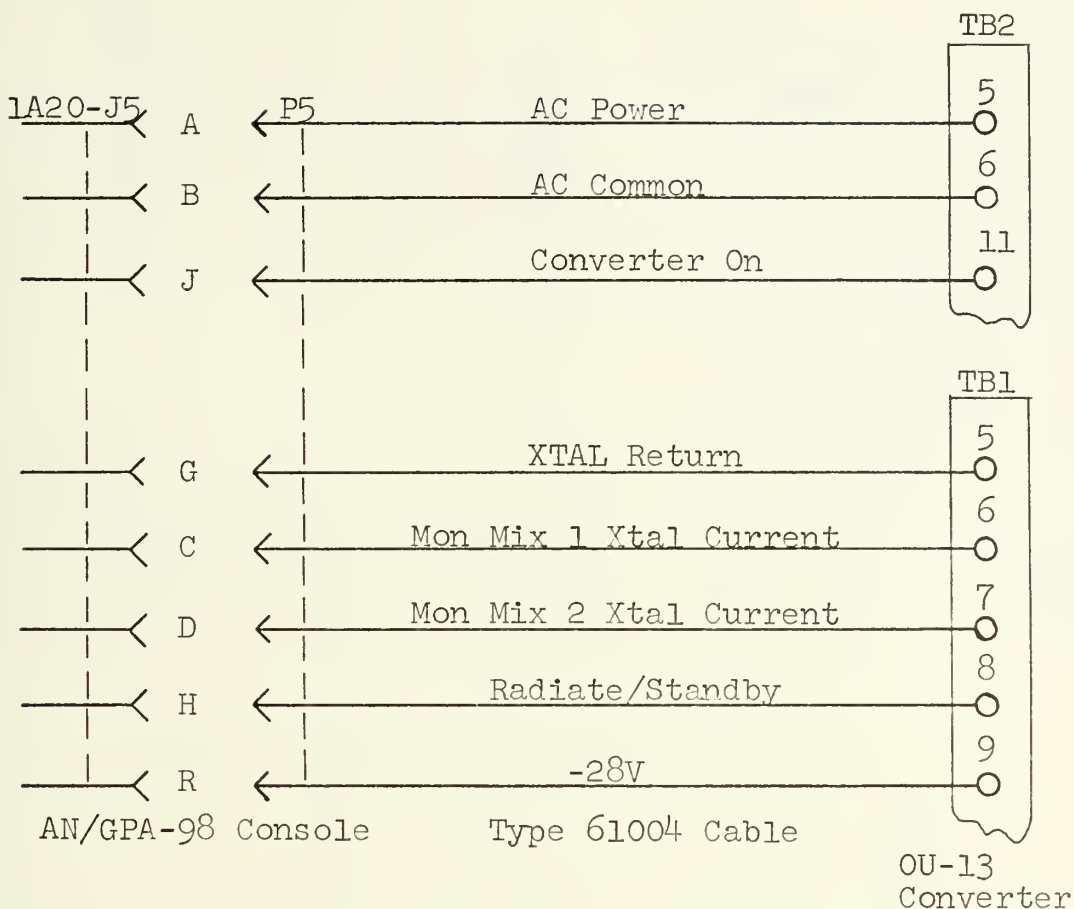 TB2
1A20-J5 A P5 AC Power 5
B AC Common 6
J Converter On 11
TB1
G XTAL Return 5
C Mon Mix 1 Xtal Current 6
D Mon Mix 2 Xtal Current 7
H Radiate/Standby 8
R -28V 9
AN/GPA-98 Console Type 61004 Cable
OU-13
Converter